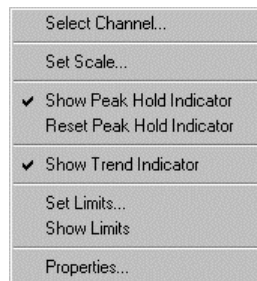 Select Channel...
Set Scale...
✔ Show Peak Hold Indicator
Reset Peak Hold Indicator
✔ Show Trend Indicator
Set Limits...
Show Limits
Properties...